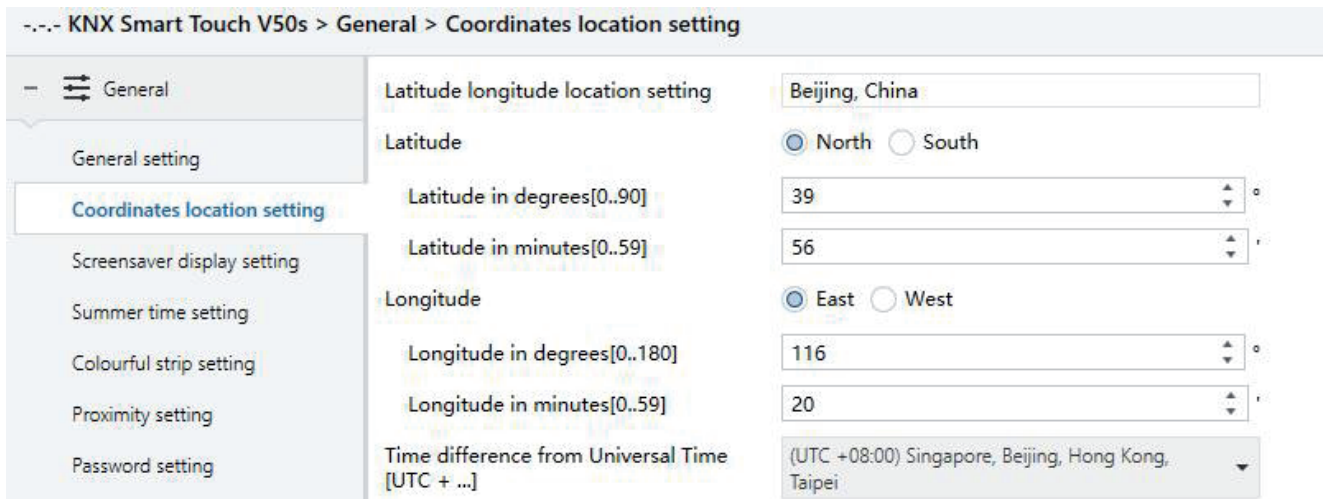 -.-.- KNX Smart Touch V50s > General > Coordinates location setting
General
General setting
Coordinates location setting
Screensaver display setting
Summer time setting
Colourful strip setting
Proximity setting
Password setting
Latitude longitude location setting
Beijing, China
Latitude
North South
Latitude in degrees[0..90]
39 °
Latitude in minutes[0..59]
56 '
Longitude
East West
Longitude in degrees[0..180]
116 °
Longitude in minutes[0..59]
20 '
Time difference from Universal Time
[UTC + ...]
(UTC +08:00) Singapore, Beijing, Hong Kong,
Taipei